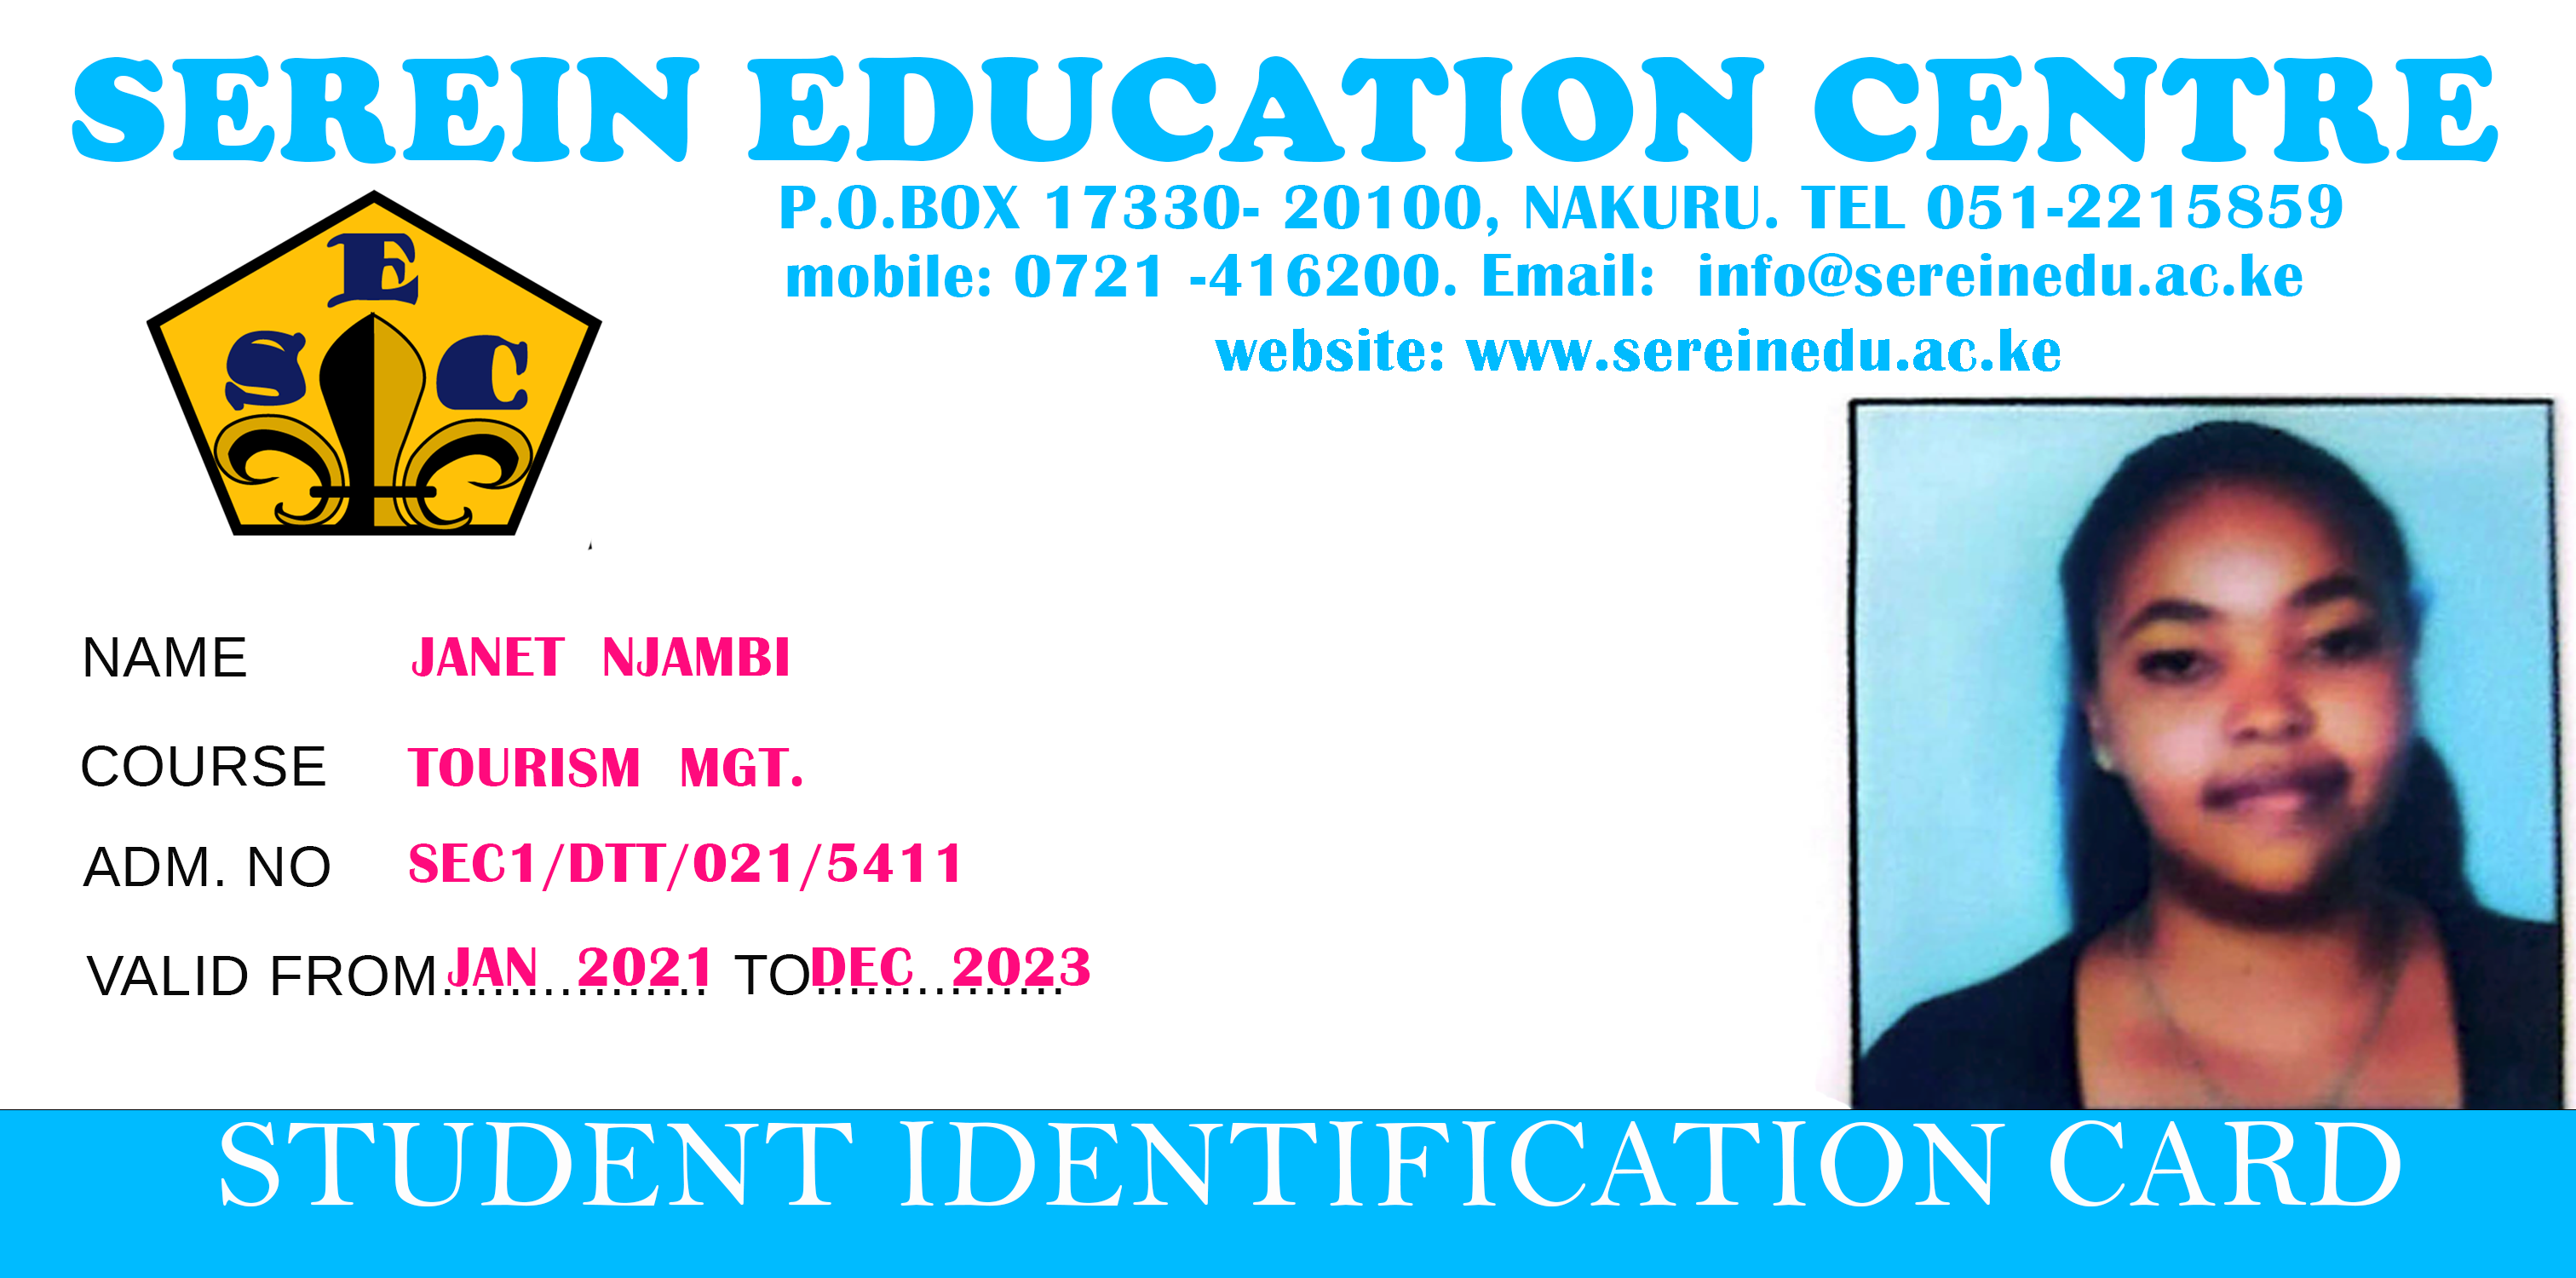 SEREIN EDUCATION CENTRE
P.O.BOX 17330- 20100, NAKURU. TEL 051-2215859
mobile: 0721 -416200. Email: info@sereinedu.ac.ke
website: www.sereinedu.ac.ke
E
S C
NAME JANET NJAMBI
COURSE TOURISM MGT.
ADM. NO SEC1/DTT/021/5411
VALID FROM JAN 2021 TO DEC 2023
STUDENT IDENTIFICATION CARD